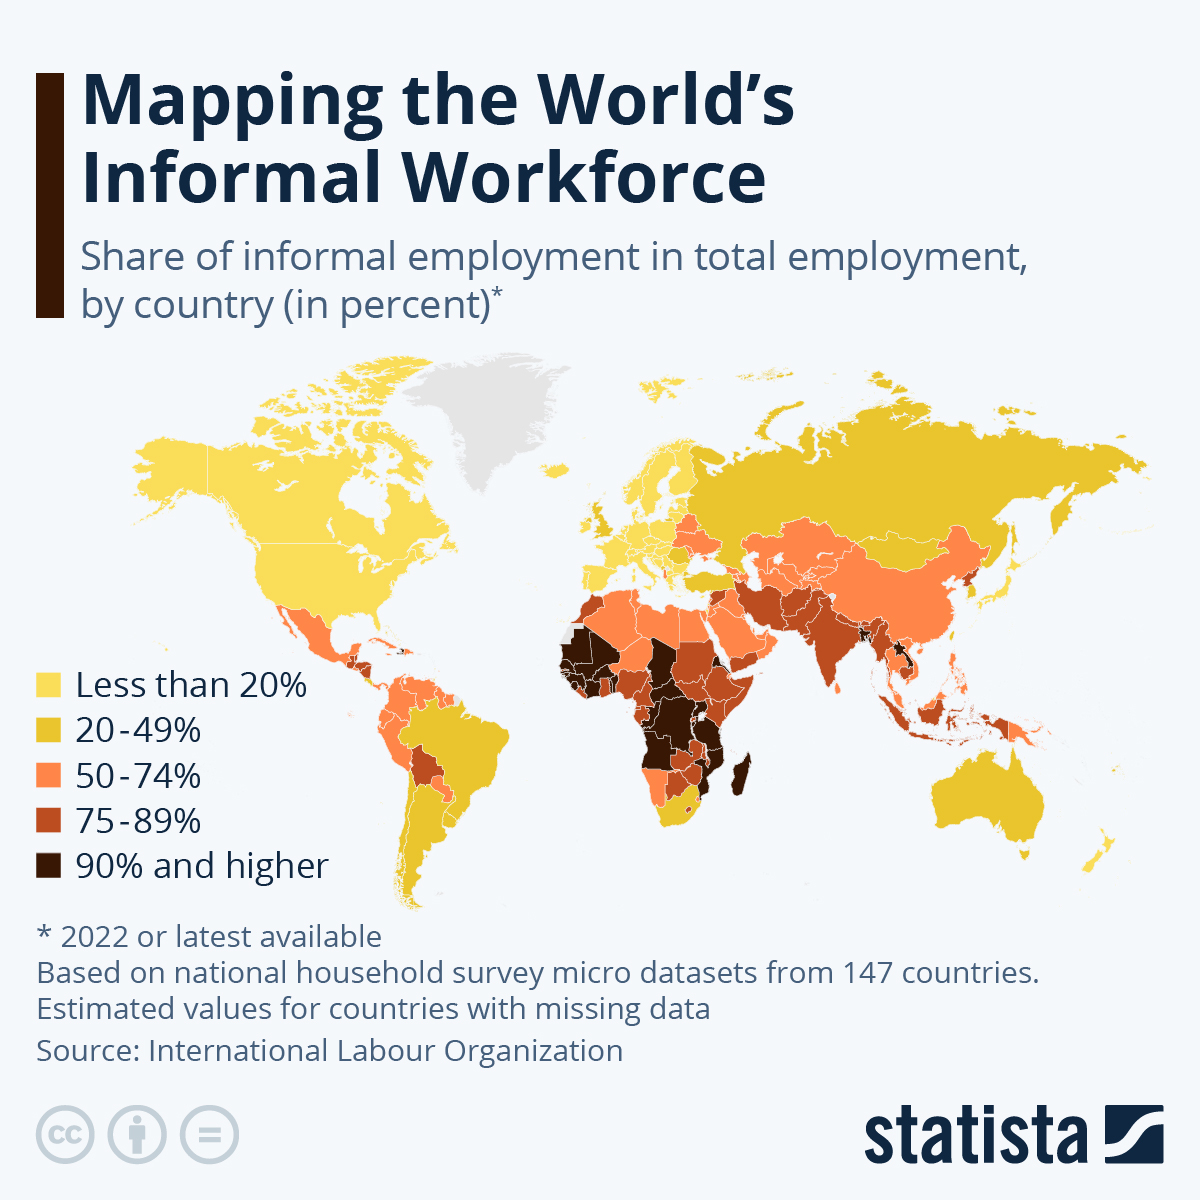 Mapping the World’s
Informal Workforce
Share of informal employment in total employment,
by country (in percent)*
Less than 20%
20-49%
50-74%
75-89%
90% and higher
* 2022 or latest available
Based on national household survey micro datasets from 147 countries.
Estimated values for countries with missing data
Source: International Labour Organization
cc
=
statista